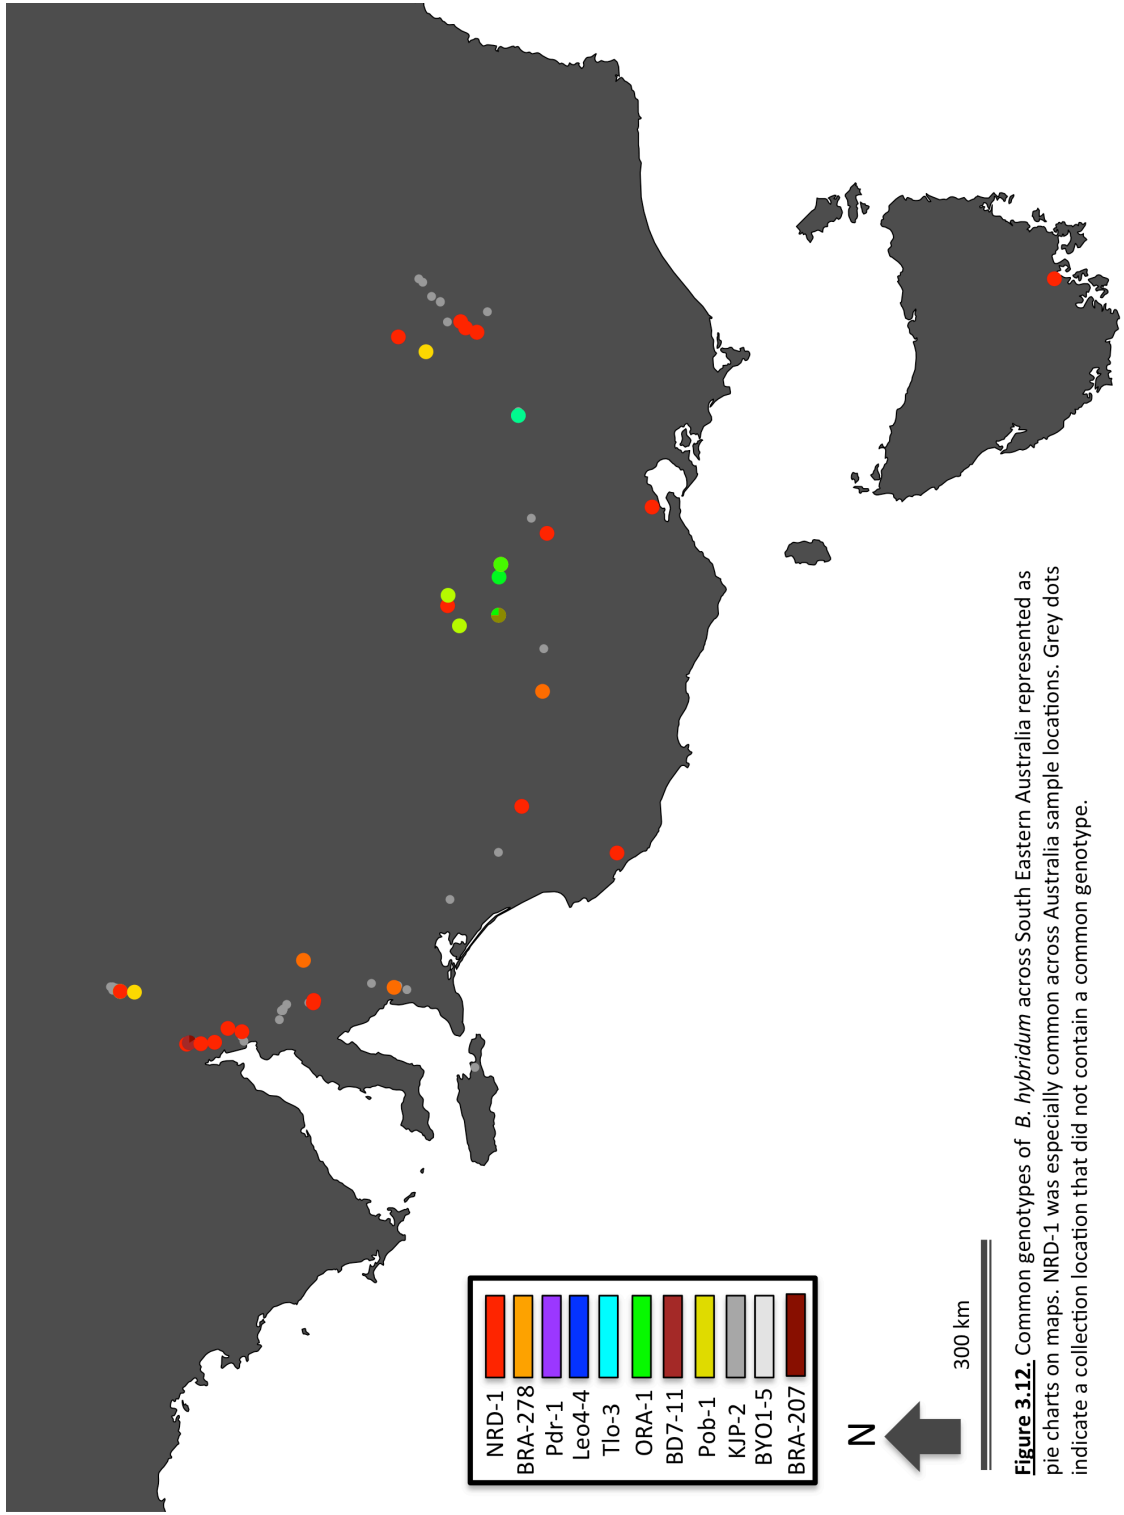 NRD-1
BRA-278
Pdr-1
Leo4-4
Tlo-3
ORA-1
BD7-11
Pob-1
KJP-2
BYO1-5
BRA-207
N
300 km
Figure 3.12. Common genotypes of B. hybridum across South Eastern Australia represented as
pie charts on maps. NRD-1 was especially common across Australia sample locations. Grey dots
indicate a collection location that did not contain a common genotype.